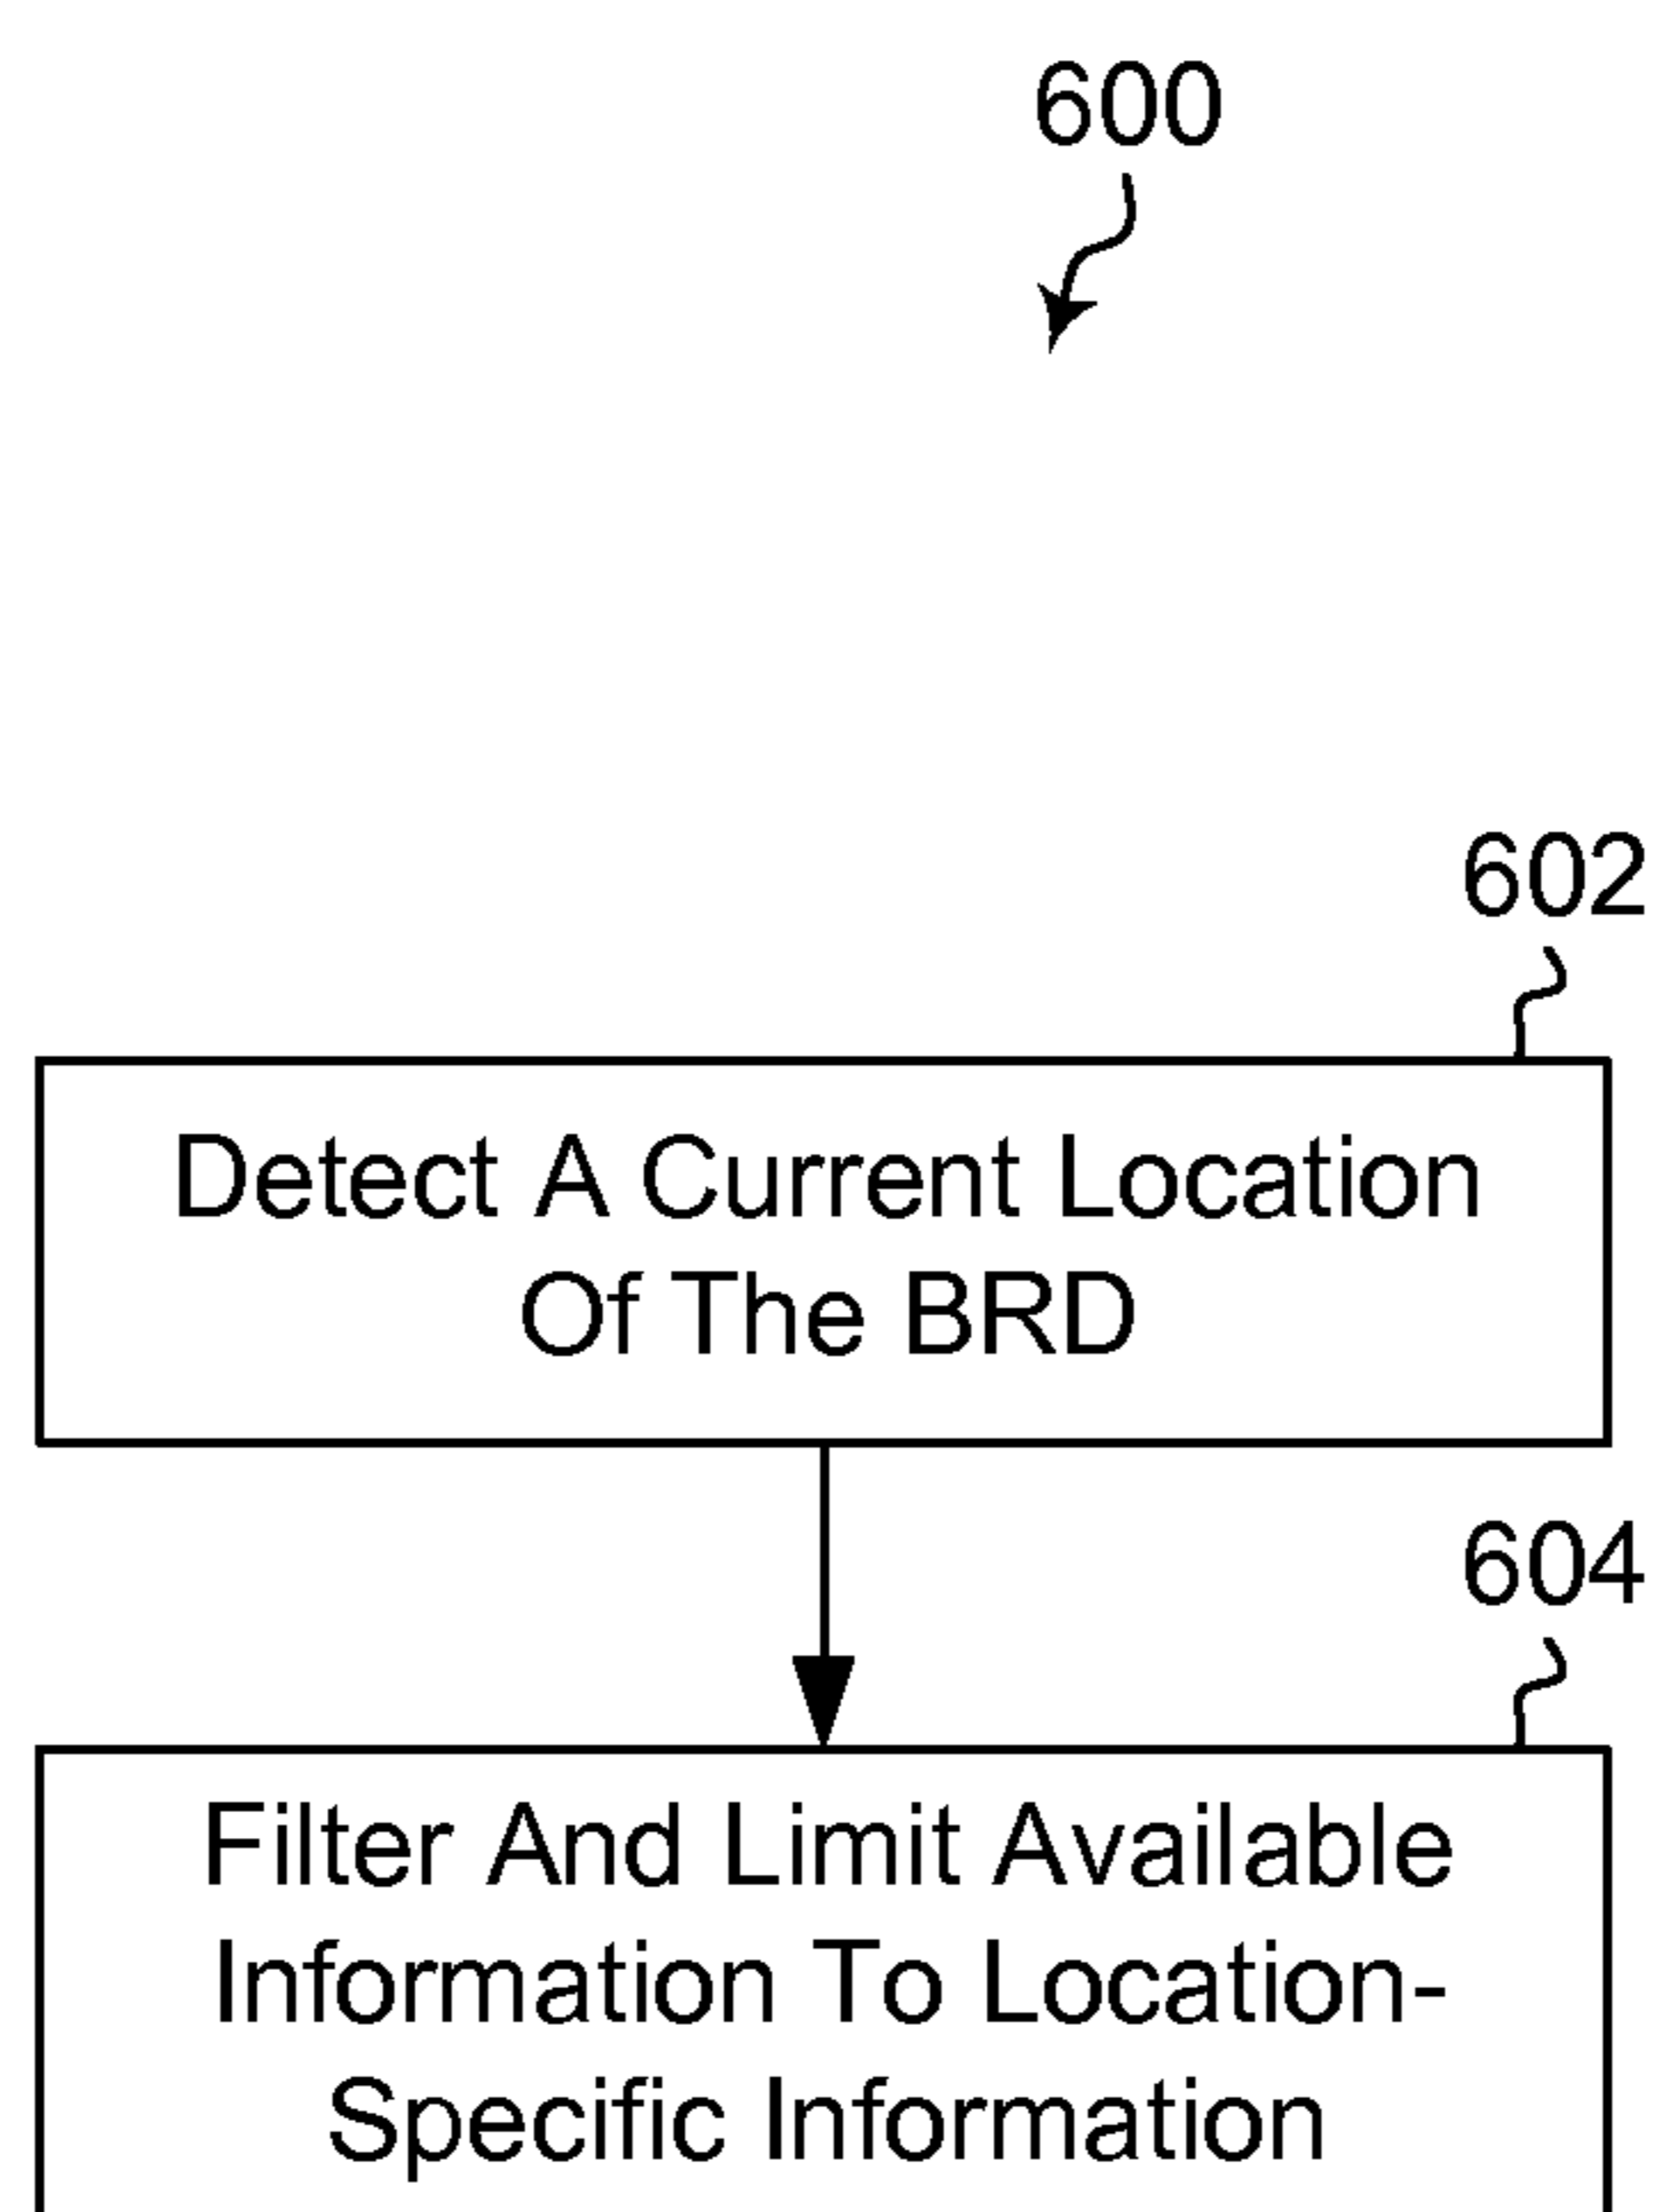 600
602
Detect A Current Location
Of The BRD
604
Filter And Limit Available
Information To Location-
Specific Information